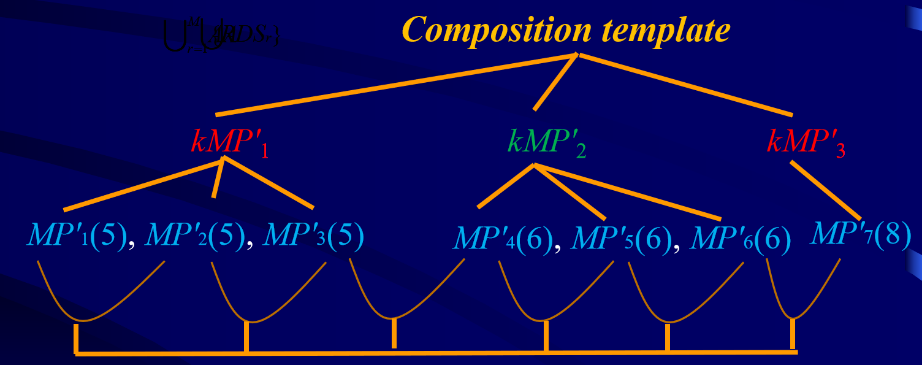 Composition template
kMP'₁ kMP'₂ kMP'₃
MP'₁(5), MP'₂(5), MP'₃(5) MP'₄(6), MP'₅(6), MP'₆(6) MP'₇(8)